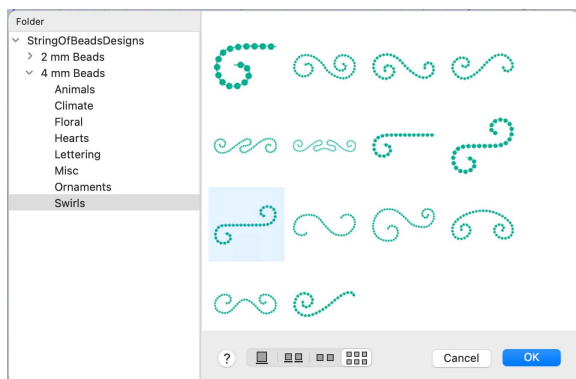 Folder
StringOfBeadsDesigns
2 mm Beads
4 mm Beads
Animals
Climate
Floral
Hearts
Lettering
Misc
Ornaments
Swirls
?
Cancel
OK